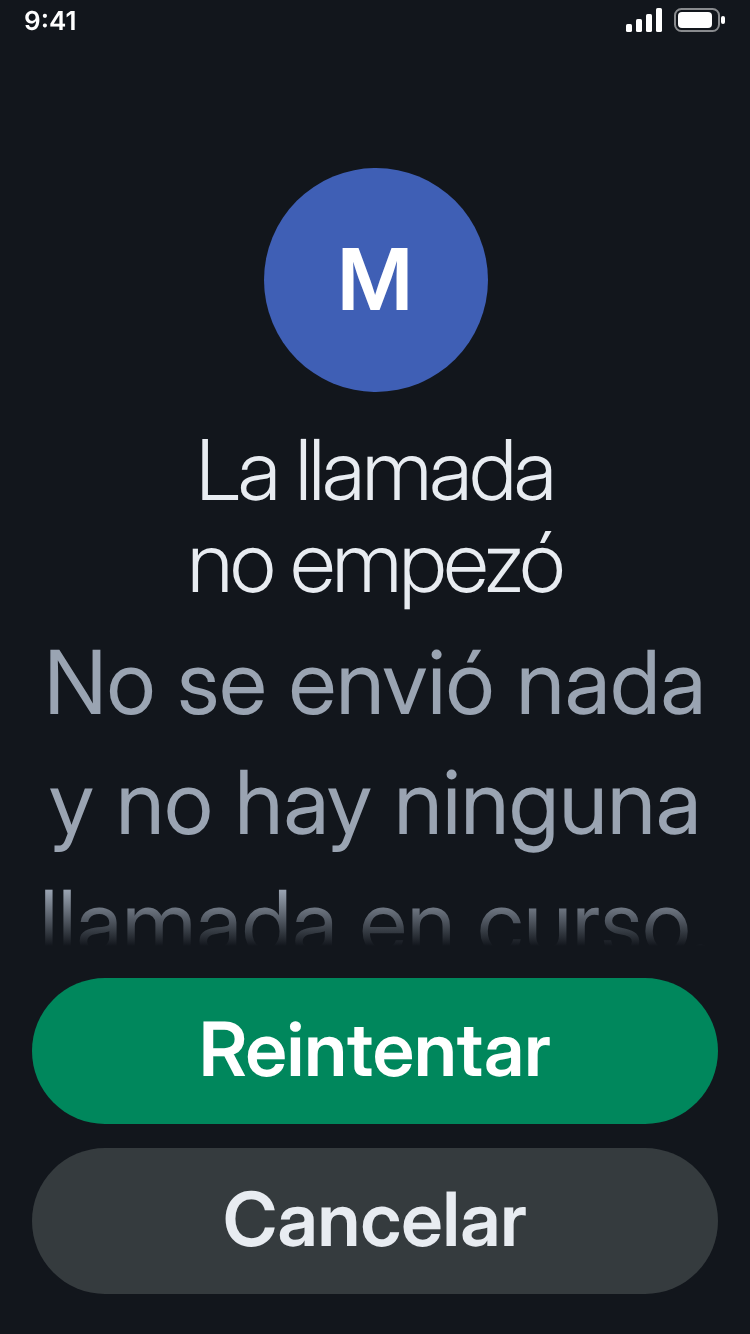 9:41
M
La llamada
no empezó
No se envió nada
y no hay ninguna
llamada en curso
Reintentar
Cancelar